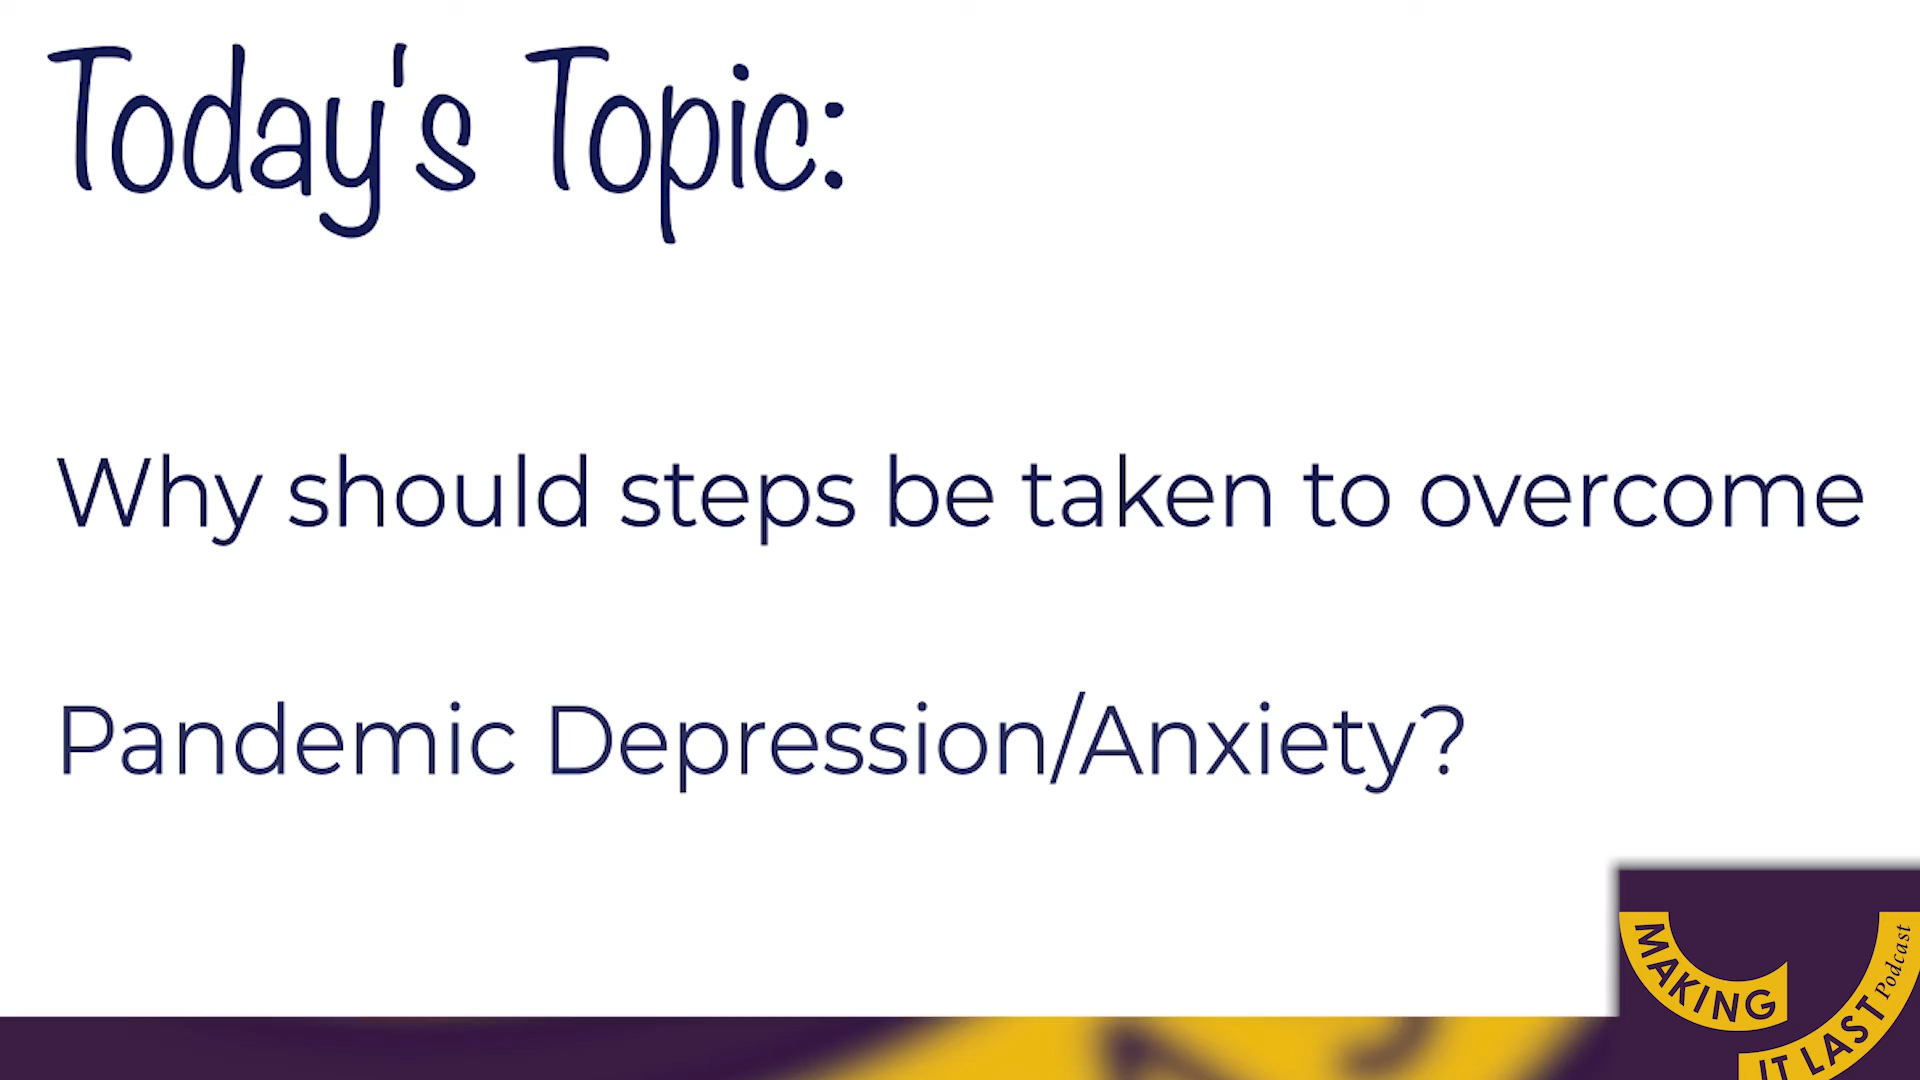 Today's Topic:
Why should steps be taken to overcome
Pandemic Depression/Anxiety?
MAKING
IT LAST Podcast